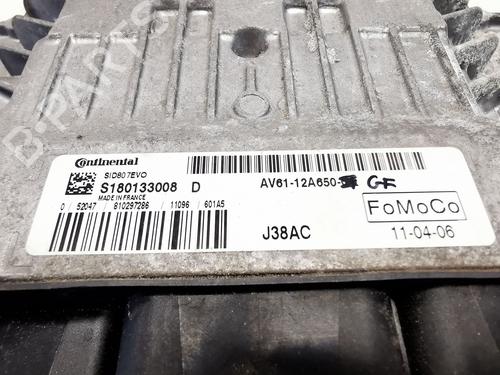 B-PARTS
Continental
SID807EVO
S180133008 D
MADE IN FRANCE
0 52047 810297286 11096 601A5
AV61-12A650- GF
FoMoCo
J38AC
11-04-06